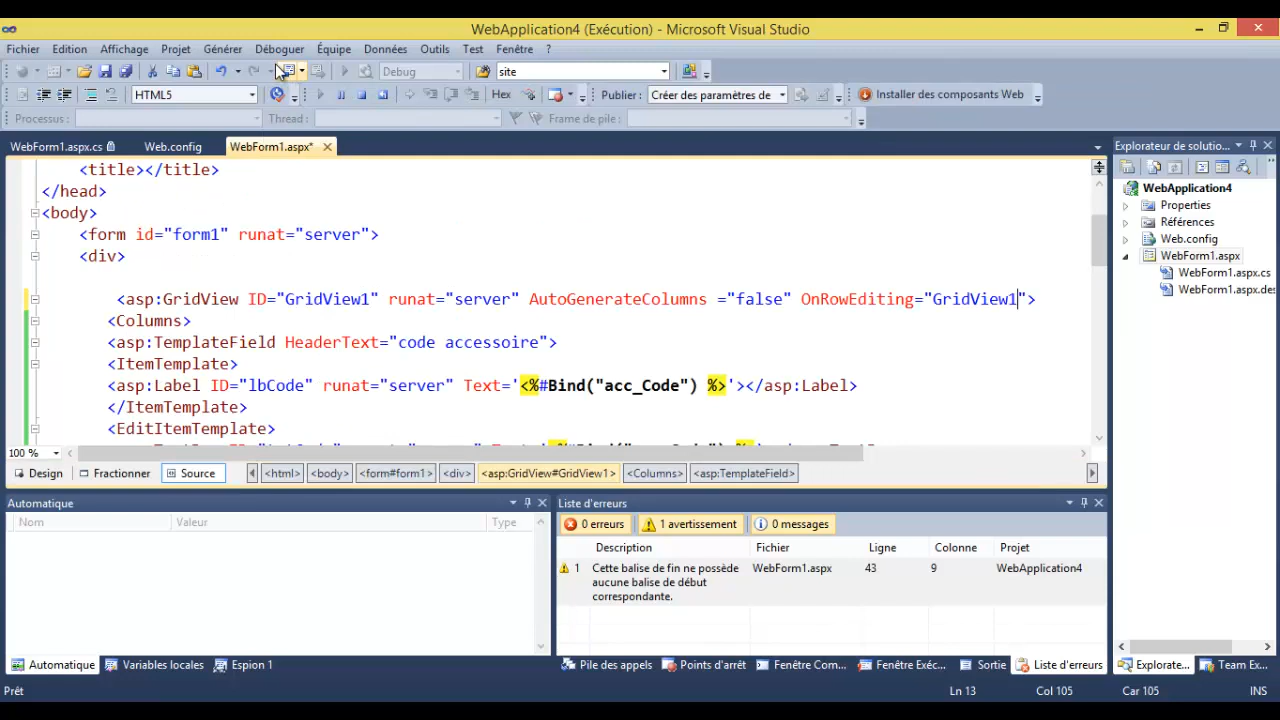 WebApplication4 (Exécution) - Microsoft Visual Studio
Fichier Edition Affichage Projet Générer Déboguer Équipe Données Outils Test Fenêtre ?
Debug site
HTML5 Hex Publier : Créer des paramètres de Installer des composants Web
Processus : Thread : Frame de pile :
WebForm1.aspx.cs Web.config WebForm1.aspx*
Explorateur de solutio...
<title></title>
</head>
<body>
<form id="form1" runat="server">
<div>
<asp:GridView ID="GridView1" runat="server" AutoGenerateColumns ="false" OnRowEditing="GridView1">
<Columns>
<asp:TemplateField HeaderText="code accessoire">
<ItemTemplate>
<asp:Label ID="lbCode" runat="server" Text='<%#Bind("acc_Code") %>'></asp:Label>
</ItemTemplate>
<EditItemTemplate>
100 %
Design Fractionner Source <html> <body> <form#form1> <div> <asp:GridView#GridView1> <Columns> <asp:TemplateField>
WebApplication4
Properties
Références
Web.config
WebForm1.aspx
WebForm1.aspx.cs
WebForm1.aspx.des
Automatique
Nom Valeur Type
Liste d'erreurs
0 erreurs 1 avertissement 0 messages
Description Fichier Ligne Colonne Projet
1 Cette balise de fin ne possède WebForm1.aspx 43 9 WebApplication4
aucune balise de début
correspondante.
Automatique Variables locales Espion 1
Pile des appels Points d'arrêt Fenêtre Com... Fenêtre Exéc... Sortie Liste d'erreurs
Explorate... Team Ex...
Prêt Ln 13 Col 105 Car 105 INS